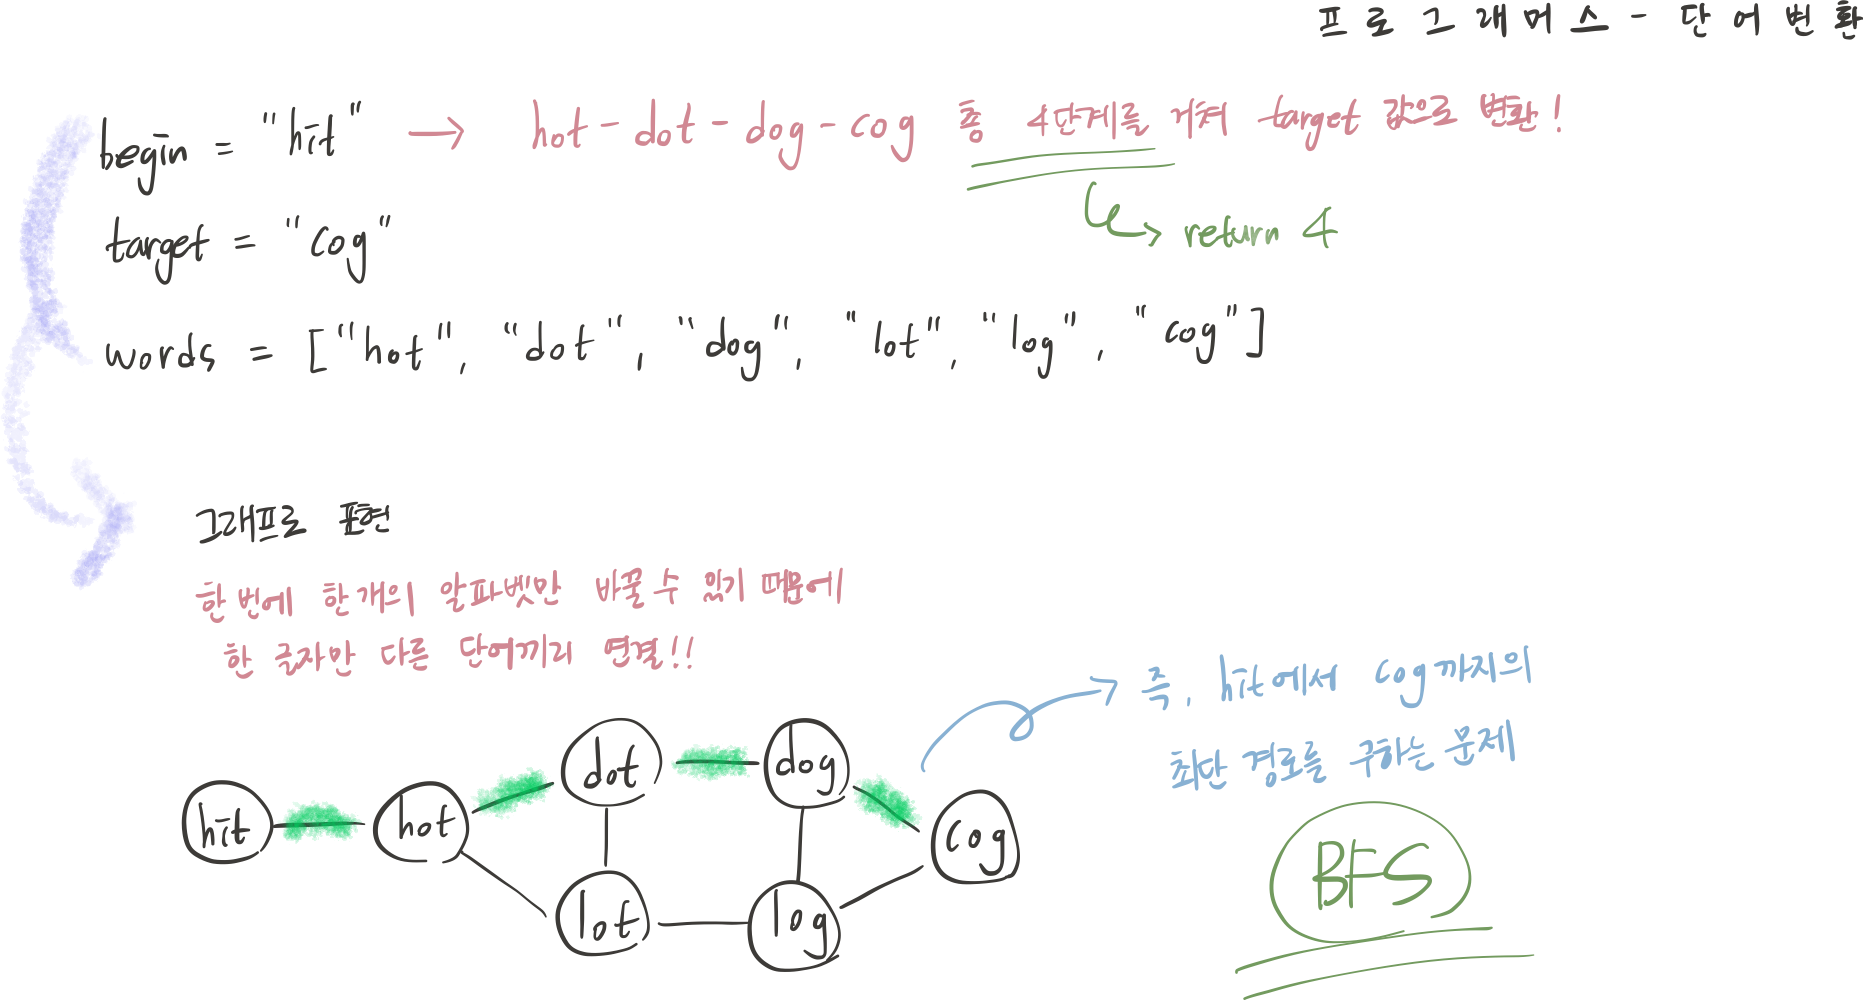 프로그래머스 - 단어변환
begin = "hit" → hot - dot - dog - cog 총 4단계를 거쳐 target 값으로 변환!
return 4
target = "cog"
words = ["hot", "dot", "dog", "lot", "log", "cog"]
그래프로 표현
한 번에 한 개의 알파벳만 바꿀 수 있기 때문에
한 글자만 다른 단어끼리 연결!!
즉, hit에서 cog까지의
최단 경로를 구하는 문제
BFS
hit
hot
dot
dog
cog
lot
log